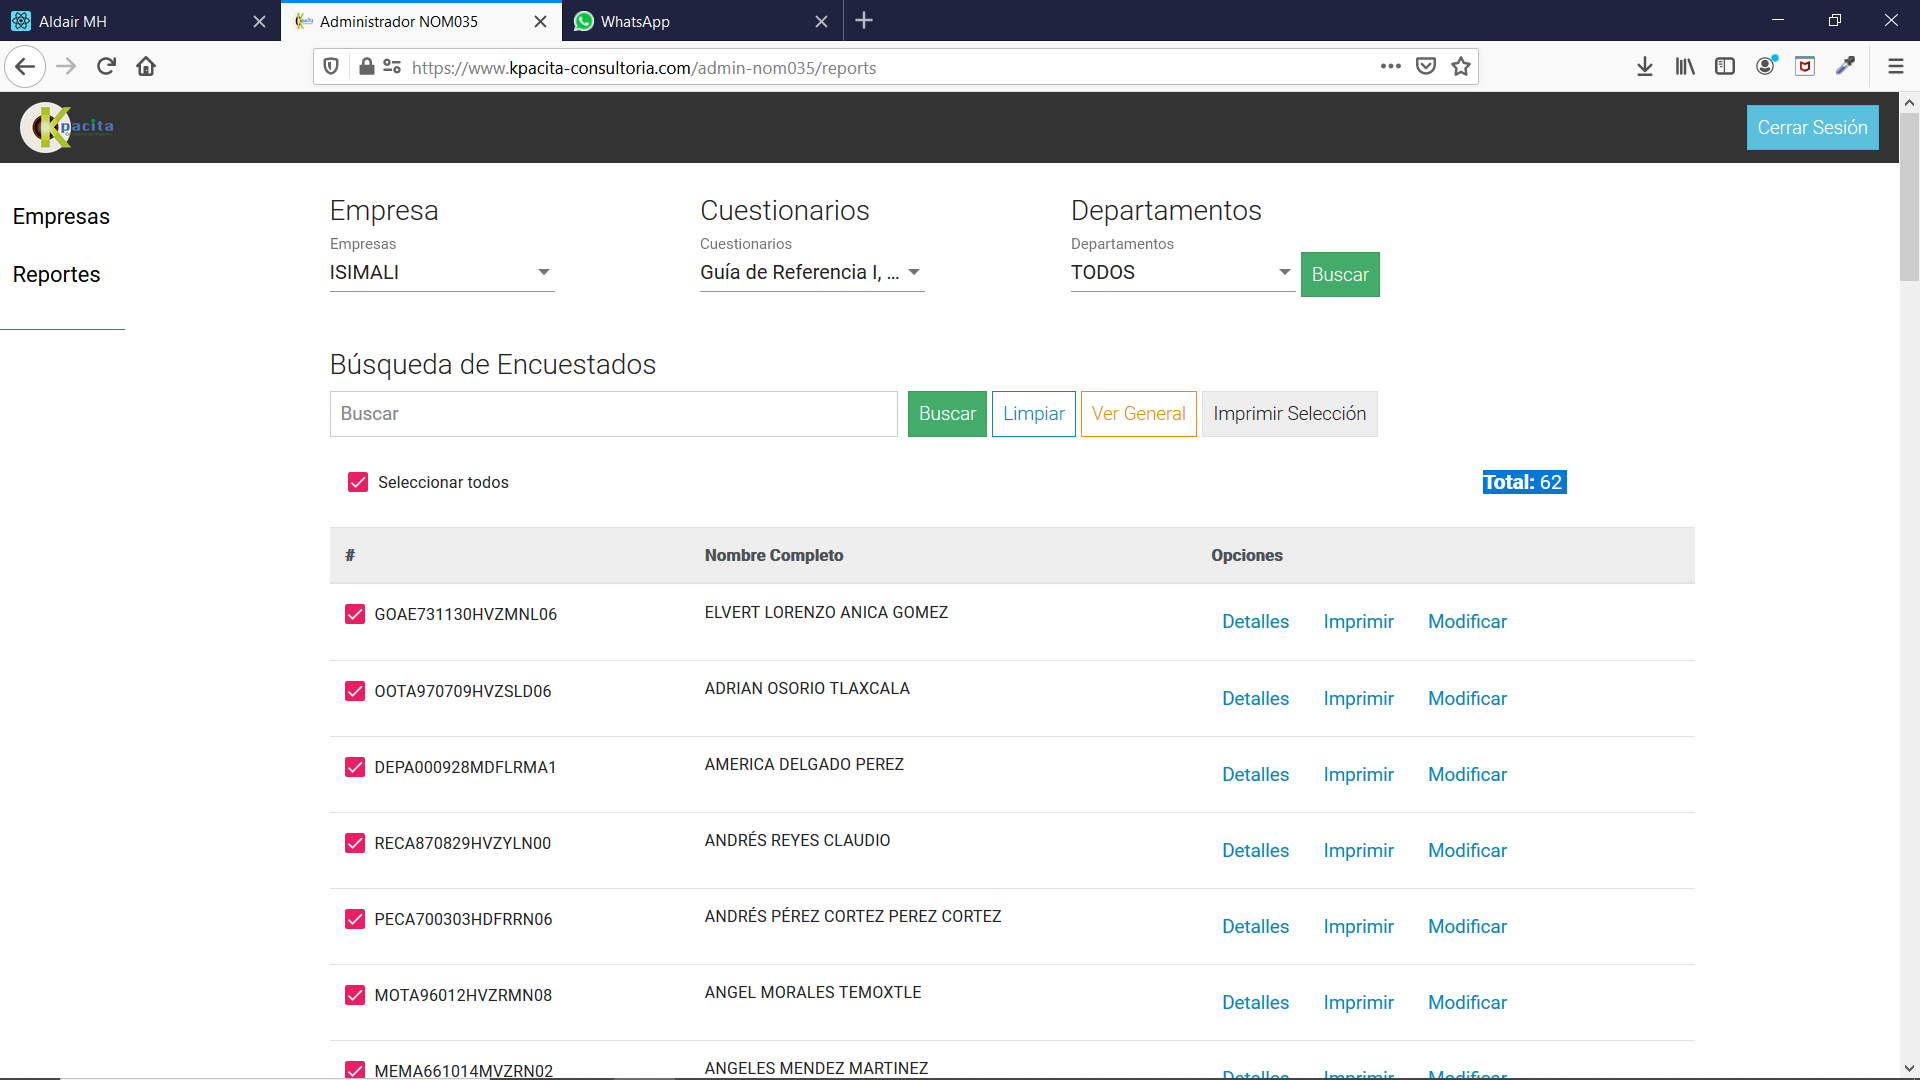 Aldair MH
Administrador NOM035
WhatsApp
https://www.kpacita-consultoria.com/admin-nom035/reports
Kpacita
Cerrar Sesión
Empresas
Reportes
Empresa
Cuestionarios
Departamentos
Empresas
Cuestionarios
Departamentos
ISIMALI
Guía de Referencia I, ...
TODOS
Buscar
Búsqueda de Encuestados
Buscar
Buscar
Limpiar
Ver General
Imprimir Selección
Seleccionar todos
Total: 62
# Nombre Completo Opciones
GOAE731130HVZMNL06 ELVERT LORENZO ANICA GOMEZ Detalles Imprimir Modificar
OOTA970709HVZSLD06 ADRIAN OSORIO TLAXCALA Detalles Imprimir Modificar
DEPA000928MDFLRMA1 AMERICA DELGADO PEREZ Detalles Imprimir Modificar
RECA870829HVZYLN00 ANDRÉS REYES CLAUDIO Detalles Imprimir Modificar
PECA700303HDFRRN06 ANDRÉS PÉREZ CORTEZ PEREZ CORTEZ Detalles Imprimir Modificar
MOTA96012HVZRMN08 ANGEL MORALES TEMOXTLE Detalles Imprimir Modificar
MEMA661014MVZRN02 ANGELES MENDEZ MARTINEZ Detalles Imprimir Modificar